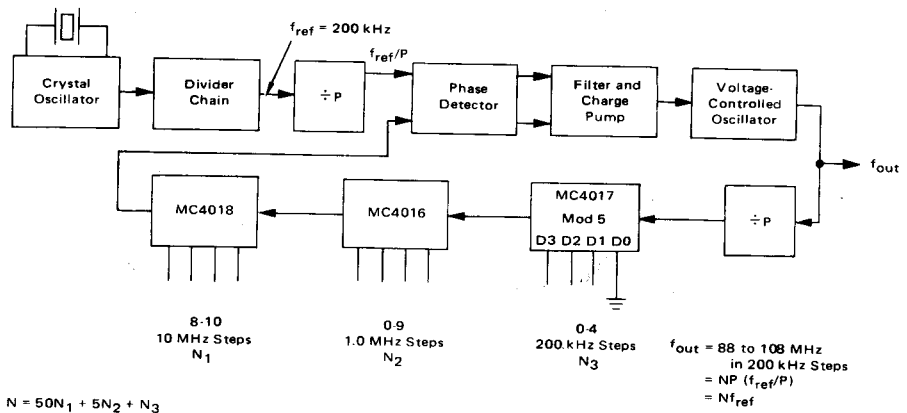 f_ref = 200 kHz
Crystal
Oscillator
Divider
Chain
÷P
f_ref/P
Phase
Detector
Filter and
Charge
Pump
Voltage-
Controlled
Oscillator
f_out
MC4018
MC4016
MC4017
Mod 5
D3 D2 D1 D0
÷P
8-10
10 MHz Steps
N₁
0-9
1.0 MHz Steps
N₂
0-4
200.kHz Steps
N₃
f_out = 88 to 108 MHz
in 200 kHz Steps
= NP (f_ref/P)
= Nf_ref
N = 50N₁ + 5N₂ + N₃